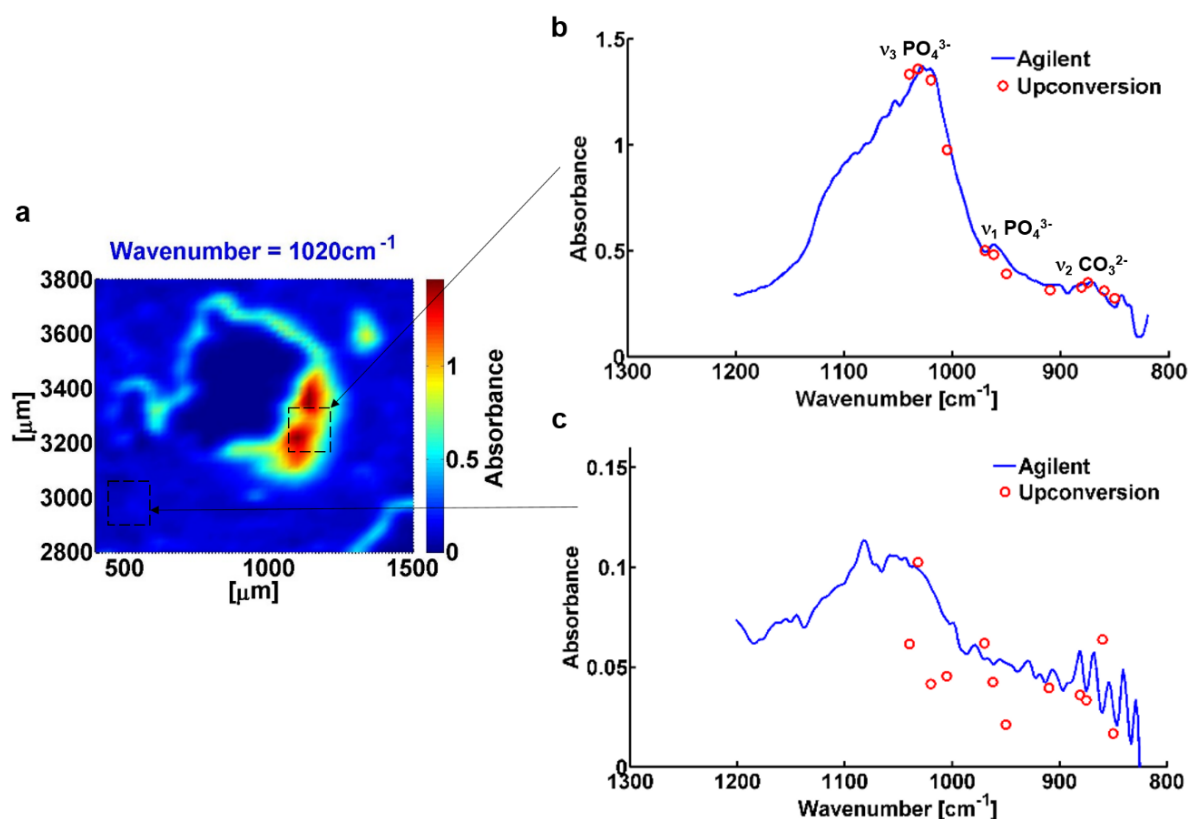 a
Wavenumber = 1020cm⁻¹
3800
3600
3400
3200
3000
2800
[μm]
500
1000
1500
[μm]
1
0.5
0
Absorbance
b
ν₃ PO₄³⁻
ν₁ PO₄³⁻
ν₂ CO₃²⁻
Agilent
Upconversion
1.5
1
0.5
0
Absorbance
1300 1200 1100 1000 900 800
Wavenumber [cm⁻¹]
c
Agilent
Upconversion
0.15
0.1
0.05
0
Absorbance
1300 1200 1100 1000 900 800
Wavenumber [cm⁻¹]